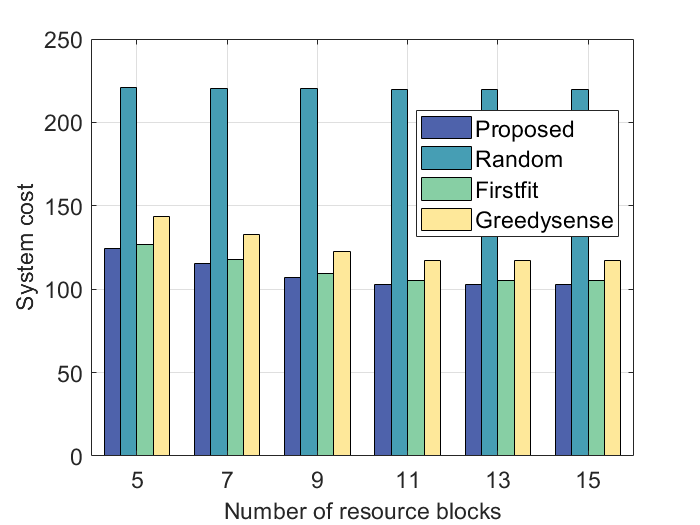 250
200
150
100
50
0
System cost
Proposed
Random
Firstfit
Greedysense
5 7 9 11 13 15
Number of resource blocks